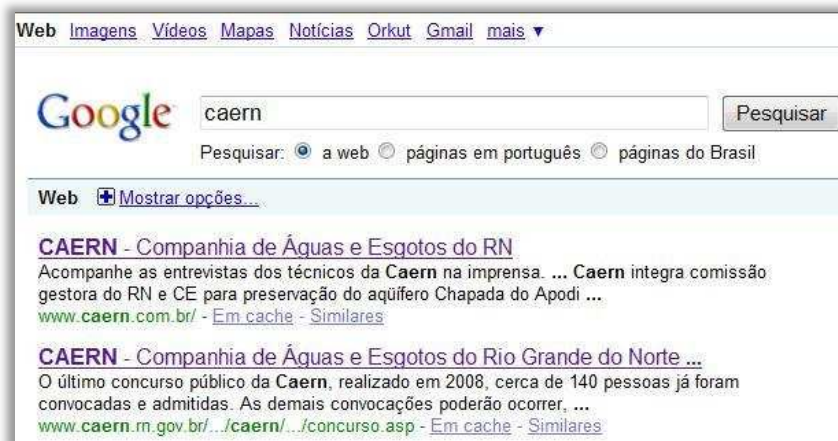 Web Imagens Vídeos Mapas Notícias Orkut Gmail mais ▼
Google caern Pesquisar
Pesquisar: a web páginas em português páginas do Brasil
Web Mostrar opções...
CAERN - Companhia de Águas e Esgotos do RN
Acompanhe as entrevistas dos técnicos da Caern na imprensa. ... Caern integra comissão
gestora do RN e CE para preservação do aqüífero Chapada do Apodi ...
www.caern.com.br/ - Em cache - Similares
CAERN - Companhia de Águas e Esgotos do Rio Grande do Norte ...
O último concurso público da Caern, realizado em 2008, cerca de 140 pessoas já foram
convocadas e admitidas. As demais convocações poderão ocorrer, ...
www.caern.rn.gov.br/.../caern/.../concurso.asp - Em cache - Similares